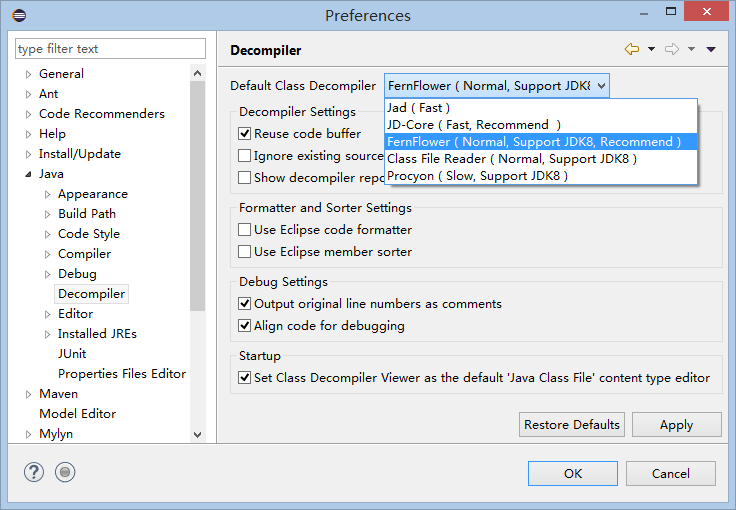 Preferences
type filter text
General
Ant
Code Recommenders
Help
Install/Update
Java
Appearance
Build Path
Code Style
Compiler
Debug
Decompiler
Editor
Installed JREs
JUnit
Properties Files Editor
Maven
Model Editor
Mylyn
Decompiler
Default Class Decompiler
FernFlower ( Normal, Support JDK8
Jad ( Fast )
JD-Core ( Fast, Recommend )
FernFlower ( Normal, Support JDK8, Recommend )
Class File Reader ( Normal, Support JDK8 )
Procyon ( Slow, Support JDK8 )
Decompiler Settings
Reuse code buffer
Ignore existing source
Show decompiler repo
Formatter and Sorter Settings
Use Eclipse code formatter
Use Eclipse member sorter
Debug Settings
Output original line numbers as comments
Align code for debugging
Startup
Set Class Decompiler Viewer as the default 'Java Class File' content type editor
Restore Defaults
Apply
?
OK
Cancel